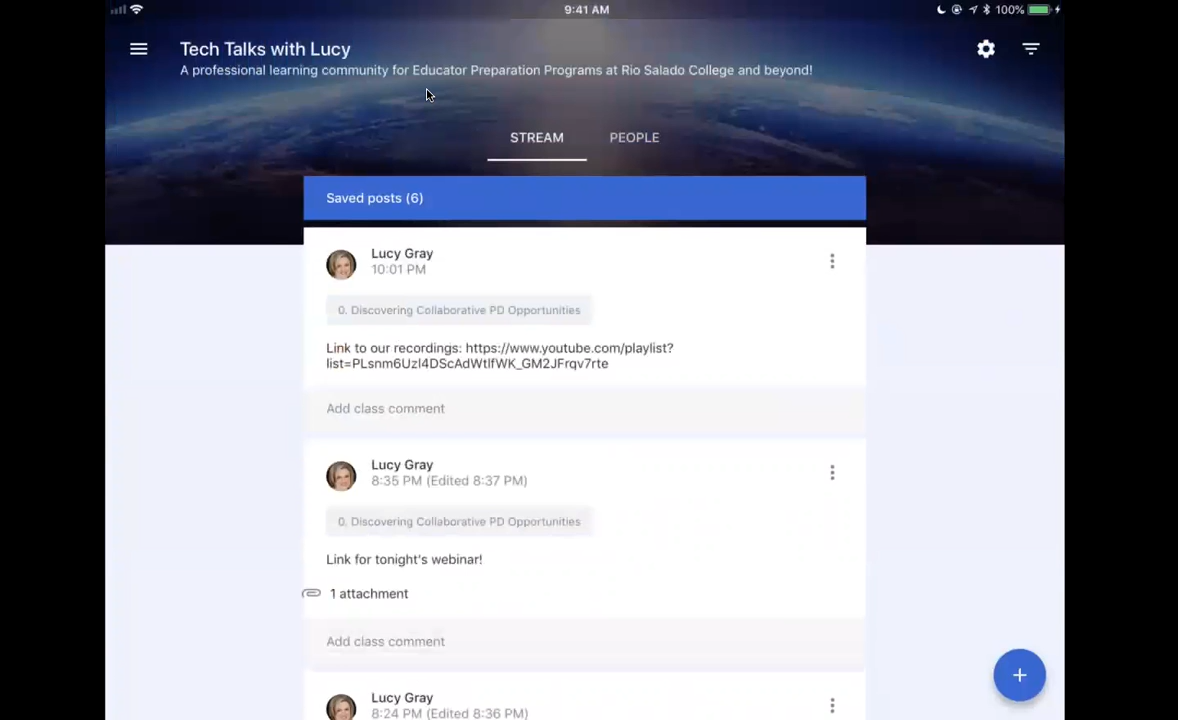 9:41 AM
100%
Tech Talks with Lucy
A professional learning community for Educator Preparation Programs at Rio Salado College and beyond!
STREAM
PEOPLE
Saved posts (6)
Lucy Gray
10:01 PM
0. Discovering Collaborative PD Opportunities
Link to our recordings: https://www.youtube.com/playlist?
list=PLsnm6Uzl4DScAdWtlfWK_GM2JFrqv7rte
Add class comment
Lucy Gray
8:35 PM (Edited 8:37 PM)
0. Discovering Collaborative PD Opportunities
Link for tonight's webinar!
1 attachment
Add class comment
Lucy Gray
8:24 PM (Edited 8:36 PM)